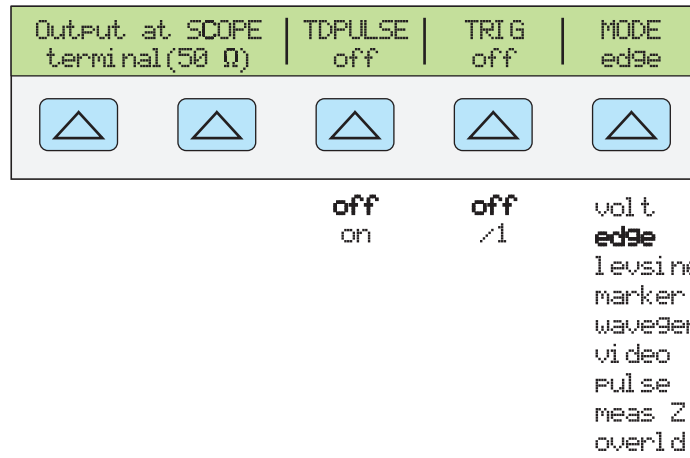 Output at SCOPE terminal(50 Ω)
TDPULSE off
TRIG off
MODE edge
off
on
off
/1
volt
edge
levsine
marker
video
pulse
meas Z
overld